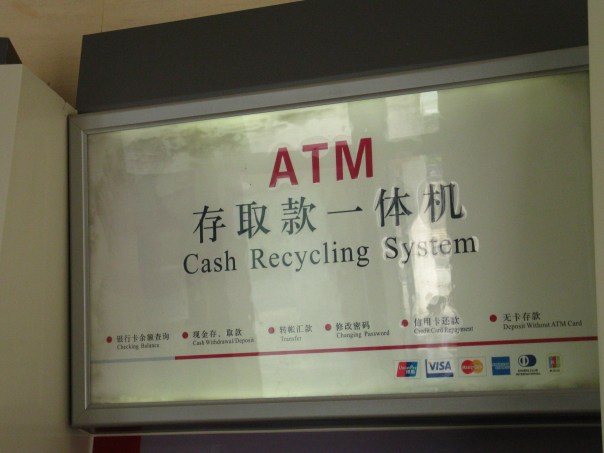 ATM
存取款一体机
Cash Recycling System
银行卡余额查询 现金存、取款 转帐汇款 修改密码 信用卡还款 无卡存款
Checking Balance Cash Withdrawal/Deposit Transfer Changing Password Credit Card Equipment Deposit Without ATM Card
VISA MasterCard